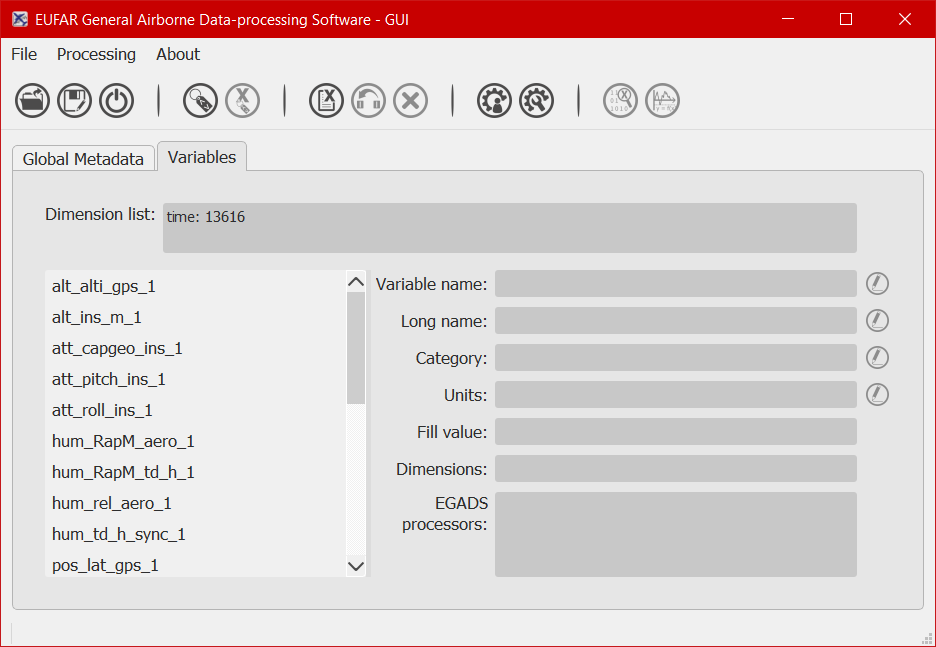 EUFAR General Airborne Data-processing Software - GUI
File Processing About
Global Metadata Variables
Dimension list: time: 13616
alt_alti_gps_1
alt_ins_m_1
att_capgeo_ins_1
att_pitch_ins_1
att_roll_ins_1
hum_RapM_aero_1
hum_RapM_td_h_1
hum_rel_aero_1
hum_td_h_sync_1
pos_lat_gps_1
Variable name:
Long name:
Category:
Units:
Fill value:
Dimensions:
EGADS
processors: